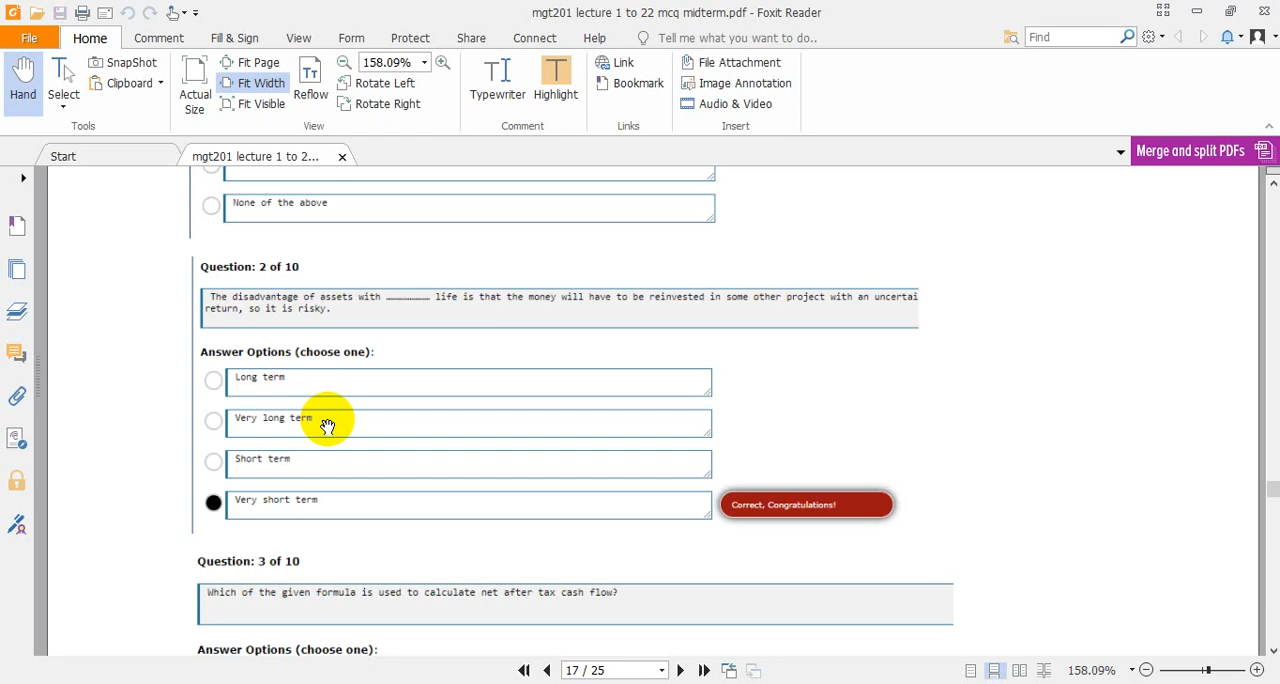 mgt201 lecture 1 to 22 mcq midterm.pdf - Foxit Reader
File Home Comment Fill & Sign View Form Protect Share Connect Help Tell me what you want to do.. Find
Hand
Select
SnapShot
Clipboard
Tools
Actual Size
Fit Page
Fit Width
Fit Visible
Reflow
158.09%
Rotate Left
Rotate Right
View
Typewriter
Highlight
Comment
Link
Bookmark
Links
File Attachment
Image Annotation
Audio & Video
Insert
Start
mgt201 lecture 1 to 2...
Merge and split PDFs
None of the above
Question: 2 of 10
The disadvantage of assets with ………………… life is that the money will have to be reinvested in some other project with an uncertai
return, so it is risky.
Answer Options (choose one):
Long term
Very long term
Short term
Very short term
Correct, Congratulations!
Question: 3 of 10
Which of the given formula is used to calculate net after tax cash flow?
Answer Options (choose one):
17 / 25
158.09%